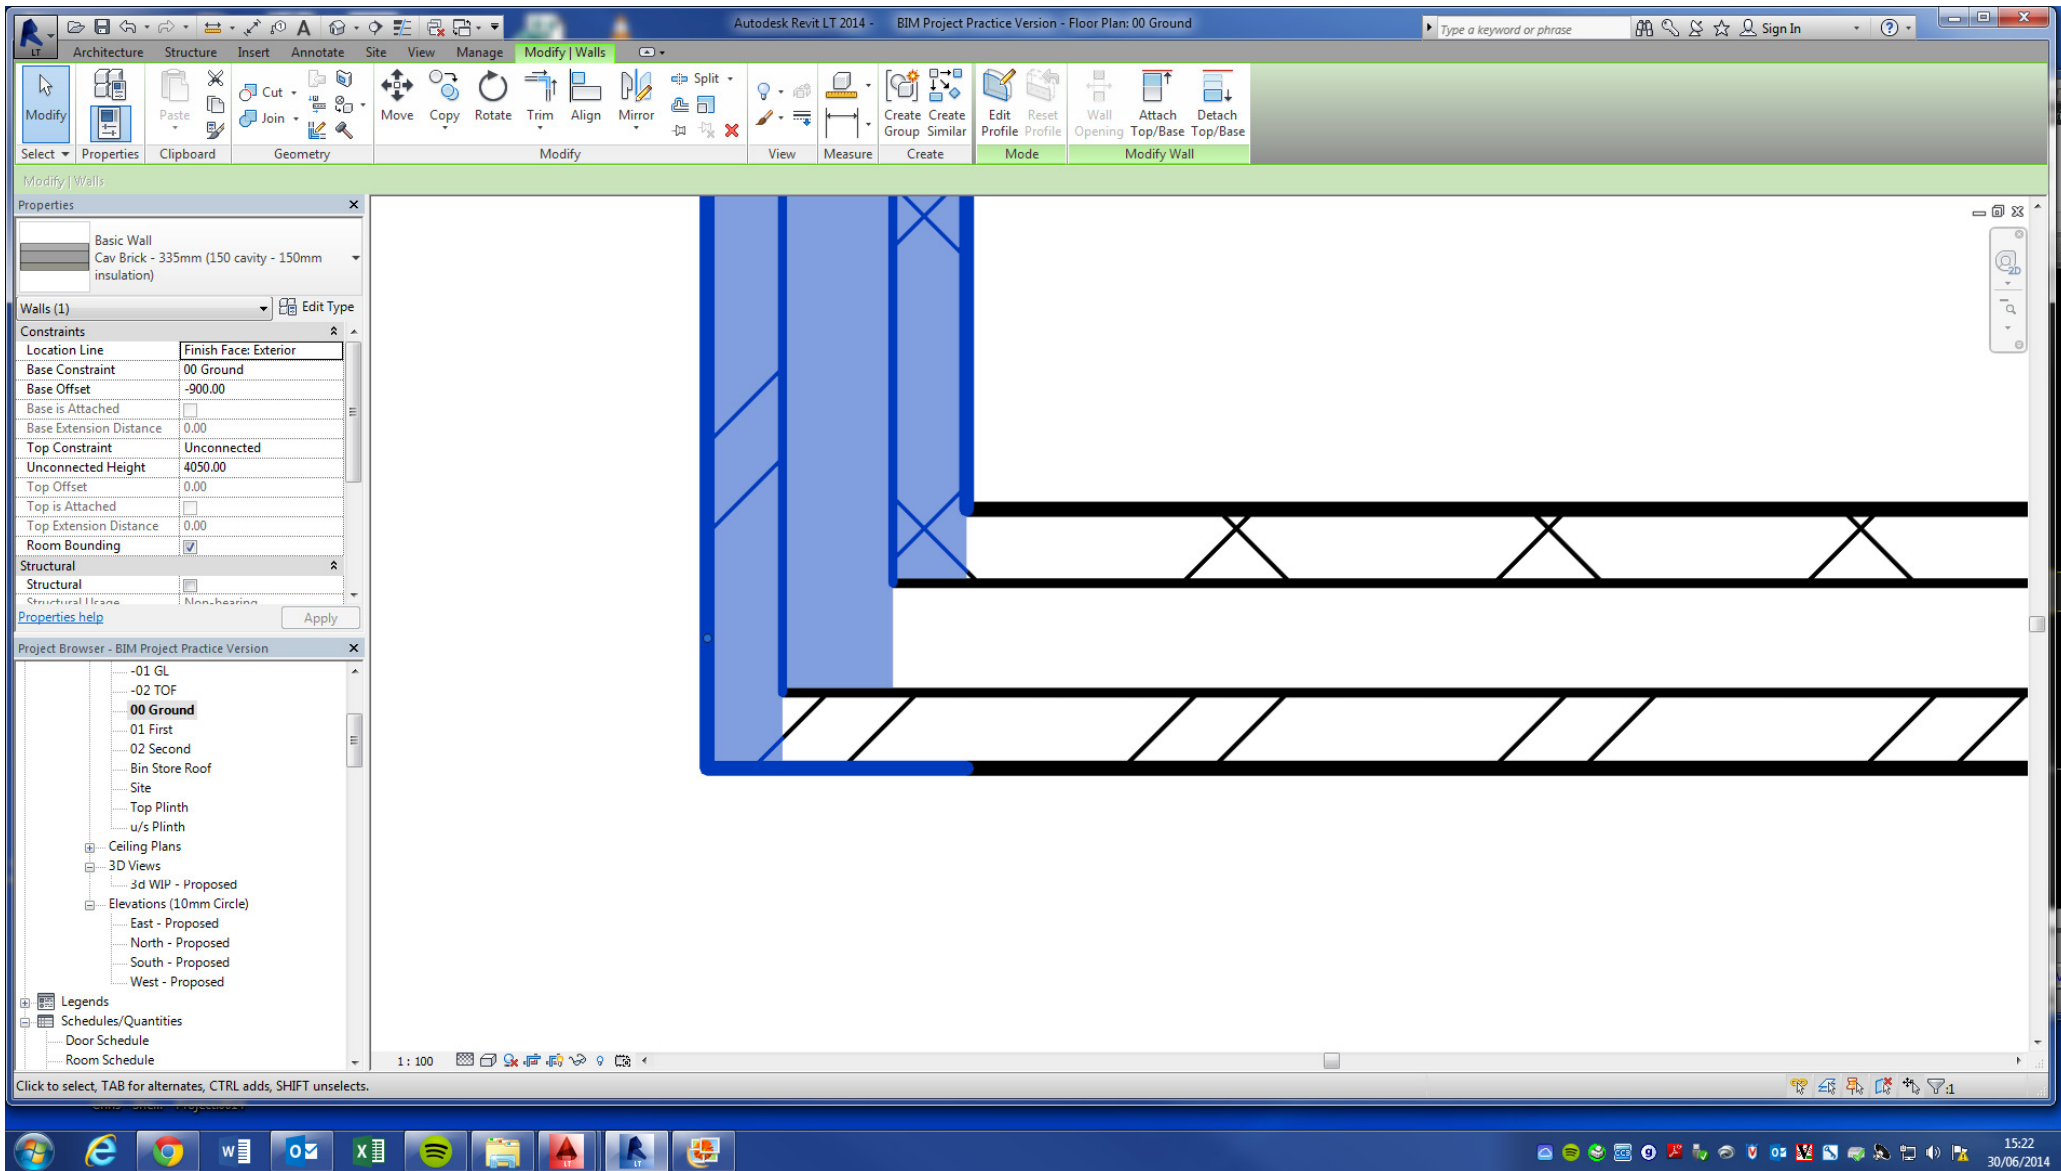 Autodesk Revit LT 2014 - BIM Project Practice Version - Floor Plan: 00 Ground
Type a keyword or phrase
Sign In
LT
Architecture Structure Insert Annotate Site View Manage Modify | Walls
Modify
Paste
Cut
Join
Move Copy Rotate Trim Align Mirror
Split
Create Group
Create Similar
Edit Profile
Reset Profile
Wall Opening
Attach Top/Base
Detach Top/Base
Select Properties Clipboard Geometry Modify View Measure Create Mode Modify Wall
Modify | Walls
Properties
Basic Wall
Cav Brick - 335mm (150 cavity - 150mm
insulation)
Walls (1) Edit Type
Constraints
Location Line Finish Face: Exterior
Base Constraint 00 Ground
Base Offset -900.00
Base is Attached
Base Extension Distance 0.00
Top Constraint Unconnected
Unconnected Height 4050.00
Top Offset 0.00
Top is Attached
Top Extension Distance 0.00
Room Bounding
Structural
Structural
Structural Usage Non-bearing
Properties help Apply
Project Browser - BIM Project Practice Version
-01 GL
-02 TOF
00 Ground
01 First
02 Second
Bin Store Roof
Site
Top Plinth
u/s Plinth
Ceiling Plans
3D Views
3d WIP - Proposed
Elevations (10mm Circle)
East - Proposed
North - Proposed
South - Proposed
West - Proposed
Legends
Schedules/Quantities
Door Schedule
Room Schedule
2D
1 : 100
Click to select, TAB for alternates, CTRL adds, SHIFT unselects.
:1
15:22
30/06/2014